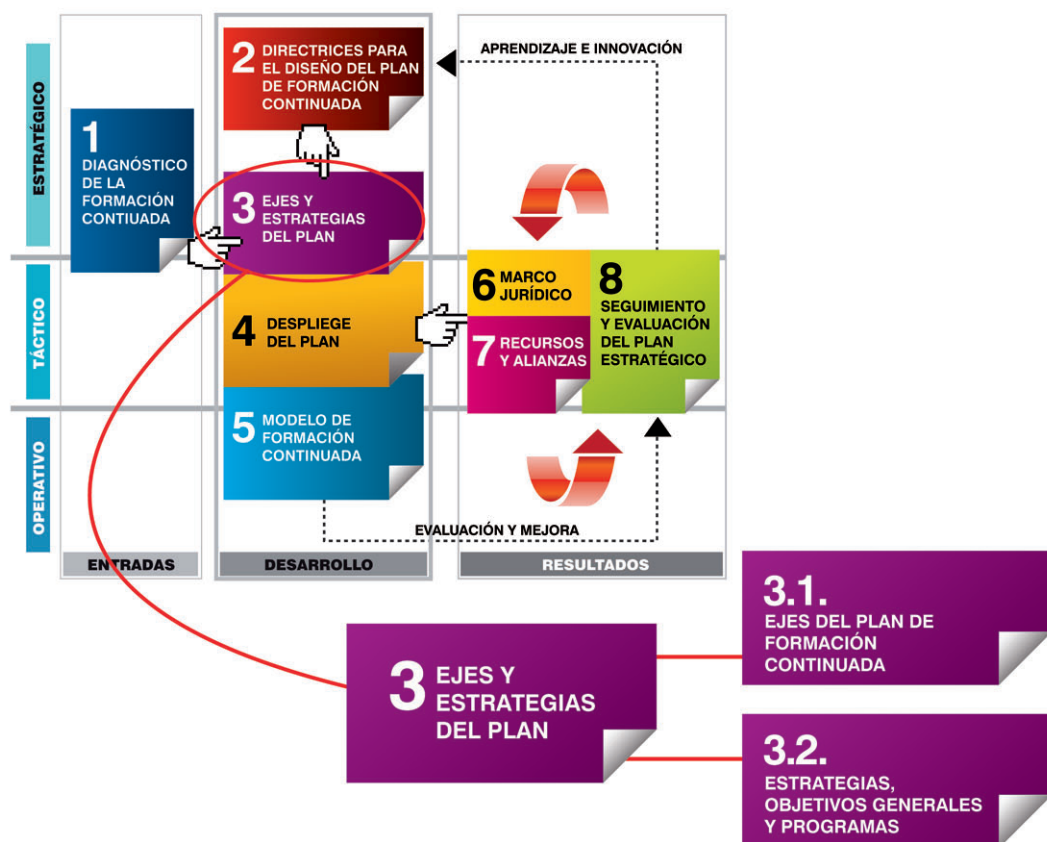 ESTRATÉGICO
TÁCTICO
OPERATIVO
1
DIAGNÓSTICO
DE LA
FORMACIÓN
CONTIUADA
ENTRADAS
2
DIRECTRICES PARA
EL DISEÑO DEL PLAN
DE FORMACIÓN
CONTINUADA
3
EJES Y
ESTRATEGIAS
DEL PLAN
4
DESPLIEGE
DEL PLAN
5
MODELO DE
FORMACIÓN
CONTINUADA
DESARROLLO
APRENDIZAJE E INNOVACIÓN
6
MARCO
JURÍDICO
7
RECURSOS
Y ALIANZAS
8
SEGUIMIENTO
Y EVALUACIÓN
DEL PLAN
ESTRATÉGICO
EVALUACIÓN Y MEJORA
RESULTADOS
3
EJES Y
ESTRATEGIAS
DEL PLAN
3.1.
EJES DEL PLAN DE
FORMACIÓN
CONTINUADA
3.2.
ESTRATEGIAS,
OBJETIVOS GENERALES
Y PROGRAMAS